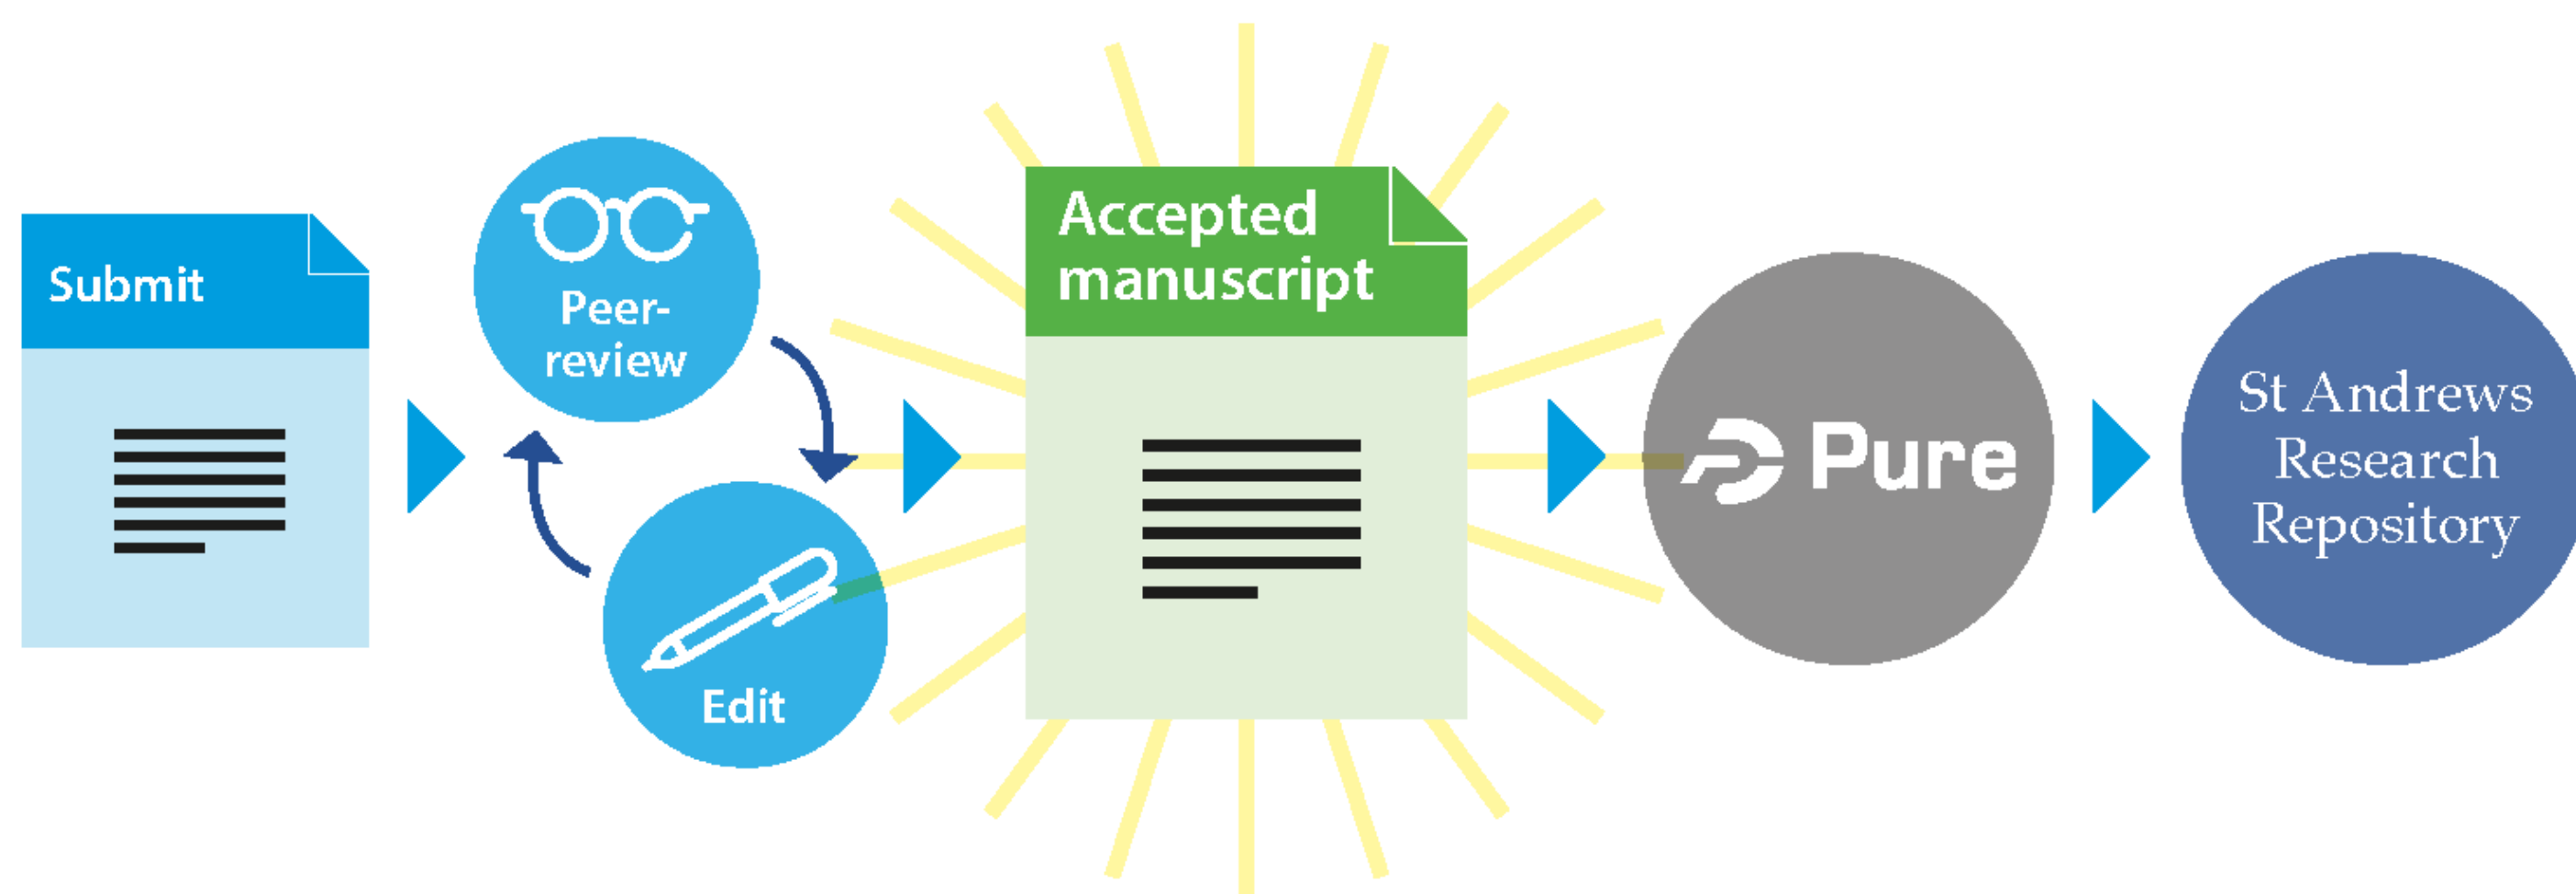 Submit
Peer-
review
Edit
Accepted
manuscript
Pure
St Andrews
Research
Repository